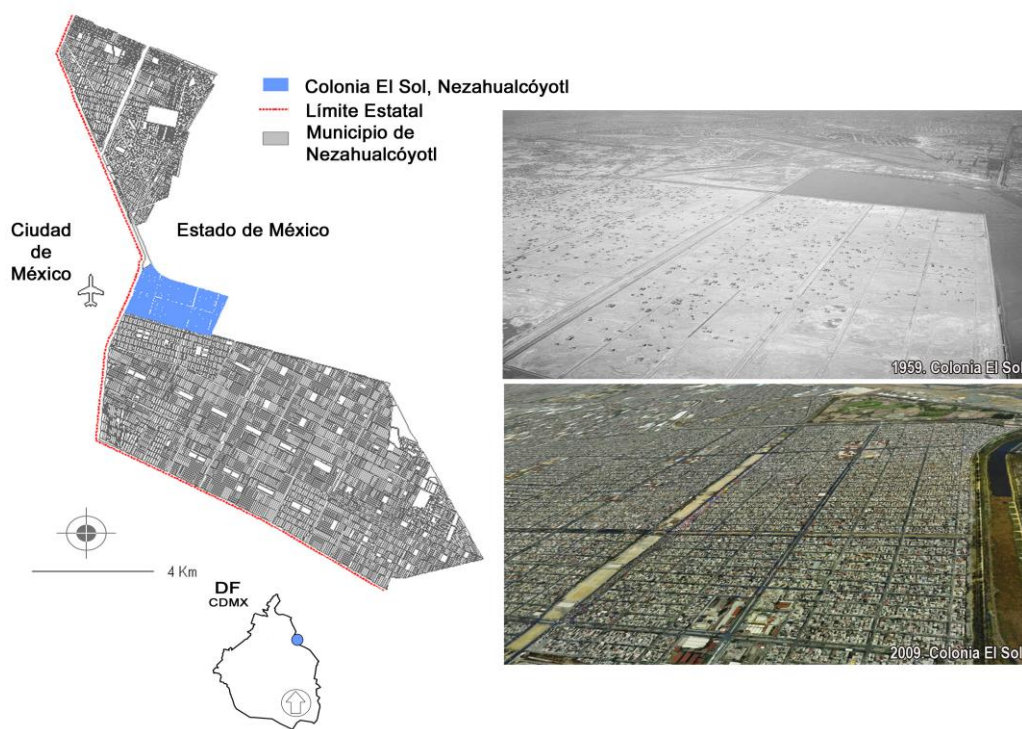 Colonia El Sol, Nezahualcóyotl
Límite Estatal
Municipio de
Nezahualcóyotl
Ciudad
de
México
Estado de México
4 Km
DF
CDMX
1959. Colonia El Sol
2009. Colonia El Sol